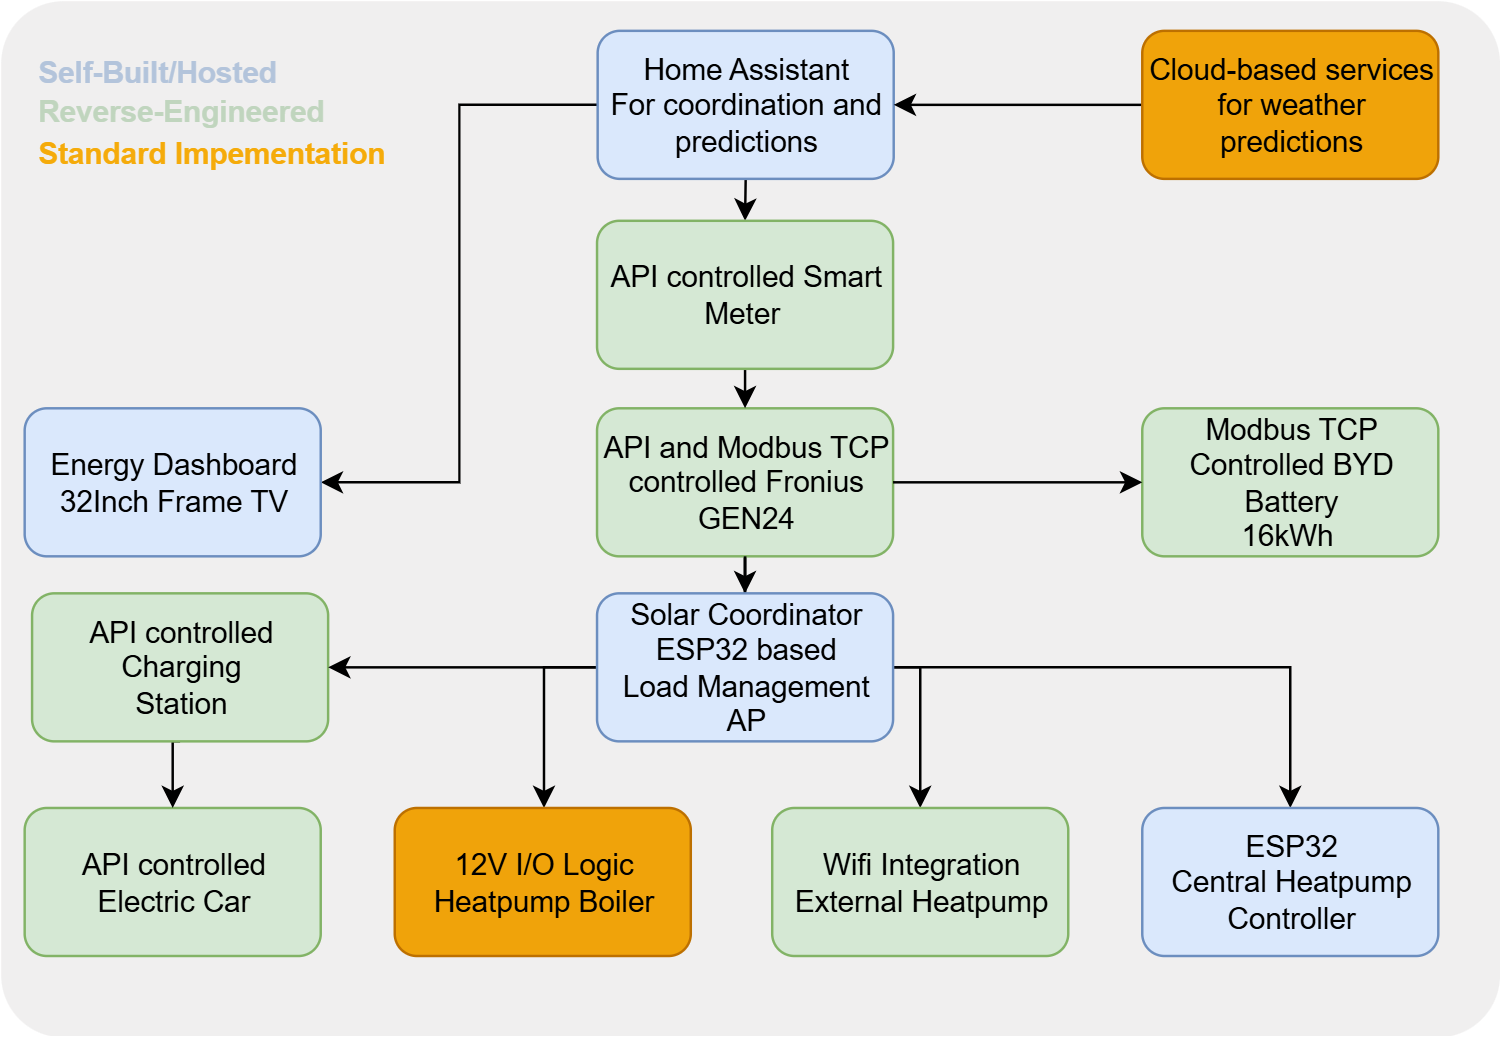 Self-Built/Hosted
Reverse-Engineered
Standard Impementation
Home Assistant
For coordination and
predictions
Cloud-based services
for weather
predictions
API controlled Smart
Meter
Energy Dashboard
32Inch Frame TV
API and Modbus TCP
controlled Fronius
GEN24
Modbus TCP
Controlled BYD
Battery
16kWh
API controlled
Charging
Station
Solar Coordinator
ESP32 based
Load Management
AP
API controlled
Electric Car
12V I/O Logic
Heatpump Boiler
Wifi Integration
External Heatpump
ESP32
Central Heatpump
Controller